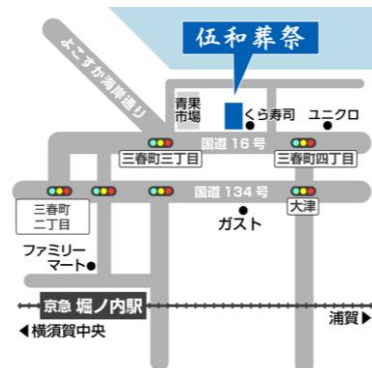 伍和葬祭
よこすか海岸通り
青果
市場
くら寿司
ユニクロ
国道16号
三春町三丁目
三春町四丁目
国道134号
三春町
二丁目
大津
ガスト
ファミリー
マート
京急 堀ノ内駅
浦賀▶
◀横須賀中央